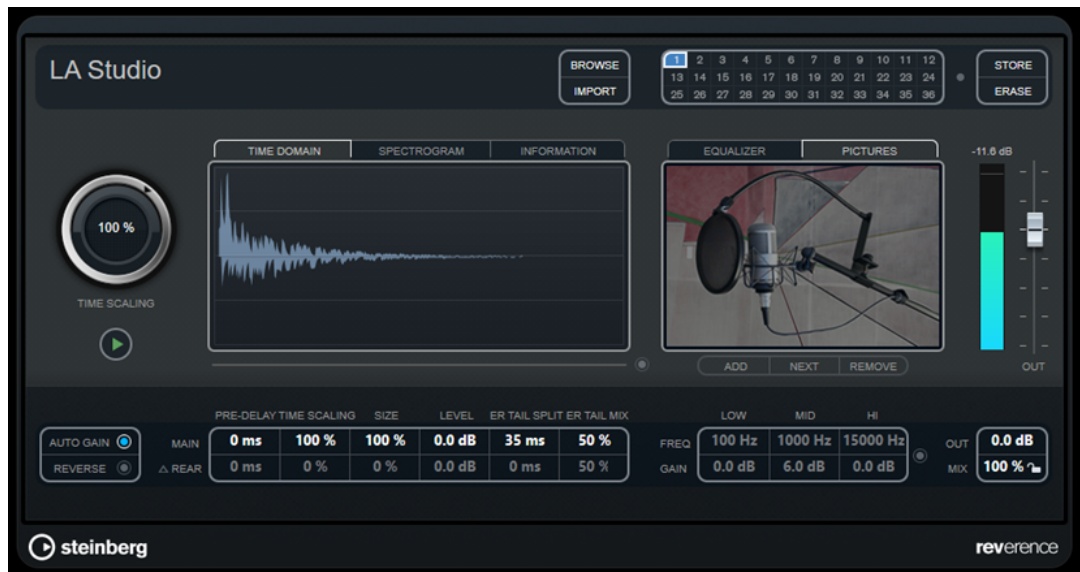 LA Studio
BROWSE
IMPORT
1 2 3 4 5 6 7 8 9 10 11 12
13 14 15 16 17 18 19 20 21 22 23 24
25 26 27 28 29 30 31 32 33 34 35 36
STORE
ERASE
TIME DOMAIN SPECTROGRAM INFORMATION
EQUALIZER PICTURES
-11.6 dB
100 %
TIME SCALING
ADD NEXT REMOVE
OUT
PRE-DELAY TIME SCALING SIZE LEVEL ER TAIL SPLIT ER TAIL MIX
LOW MID HI
AUTO GAIN MAIN 0 ms 100 % 100 % 0.0 dB 35 ms 50 %
FREQ 100 Hz 1000 Hz 15000 Hz
OUT 0.0 dB
REVERSE △ REAR 0 ms 0 % 0 % 0.0 dB 0 ms 50 %
GAIN 0.0 dB 6.0 dB 0.0 dB
MIX 100 %
steinberg
reverence